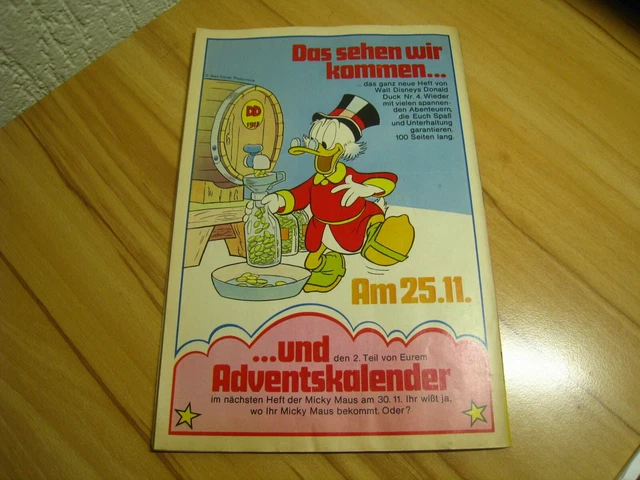 Das sehen wir
kommen...
... das ganz neue Heft von
Walt Disneys Donald
Duck Nr. 4. Wieder
mit vielen spannen-
den Abenteuern,
die Euch Spaß
und Unterhaltung
garantieren.
100 Seiten lang.
DD
Am 25.11.
...und den 2. Teil von Eurem
Adventskalender
im nächsten Heft der Micky Maus am 30. 11. Ihr wißt ja,
wo Ihr Micky Maus bekommt. Oder?